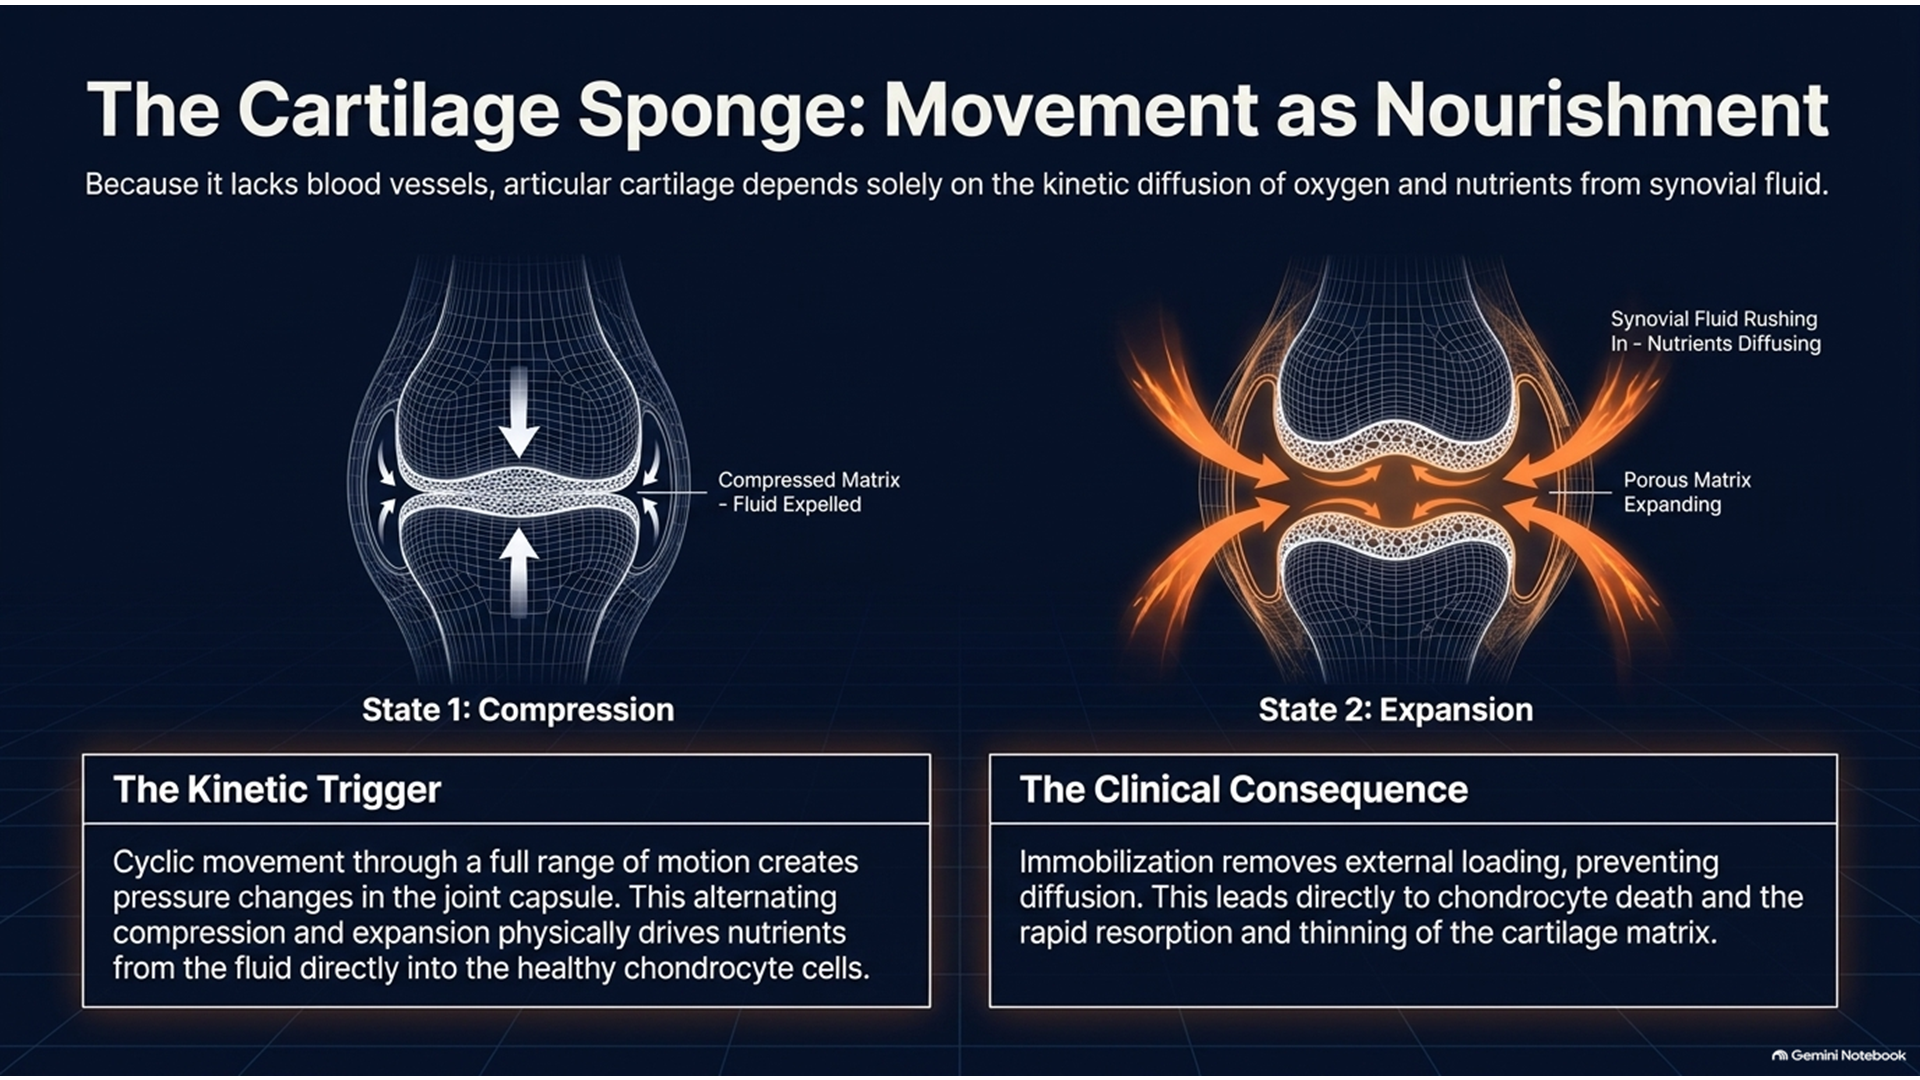 The Cartilage Sponge: Movement as Nourishment
Because it lacks blood vessels, articular cartilage depends solely on the kinetic diffusion of oxygen and nutrients from synovial fluid.
Compressed Matrix
- Fluid Expelled
State 1: Compression
Synovial Fluid Rushing
In - Nutrients Diffusing
Porous Matrix
Expanding
State 2: Expansion
The Kinetic Trigger
Cyclic movement through a full range of motion creates
pressure changes in the joint capsule. This alternating
compression and expansion physically drives nutrients
from the fluid directly into the healthy chondrocyte cells.
The Clinical Consequence
Immobilization removes external loading, preventing
diffusion. This leads directly to chondrocyte death and the
rapid resorption and thinning of the cartilage matrix.
Gemini Notebook